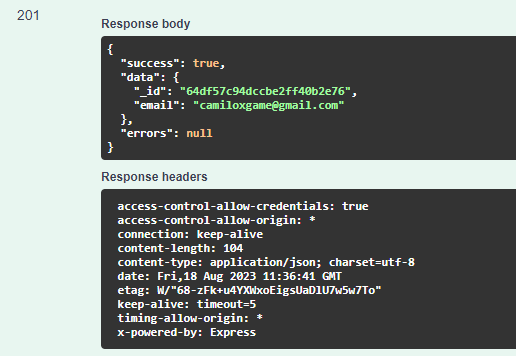 201
Response body
{
"success": true,
"data": {
"_id": "64df57c94dccbe2ff40b2e76",
"email": "camiloxgame@gmail.com"
},
"errors": null
}
Response headers
access-control-allow-credentials: true
access-control-allow-origin: *
connection: keep-alive
content-length: 104
content-type: application/json; charset=utf-8
date: Fri,18 Aug 2023 11:36:41 GMT
etag: W/"68-zFk+u4YXWxoEigsUaDlU7w5w7To"
keep-alive: timeout=5
timing-allow-origin: *
x-powered-by: Express